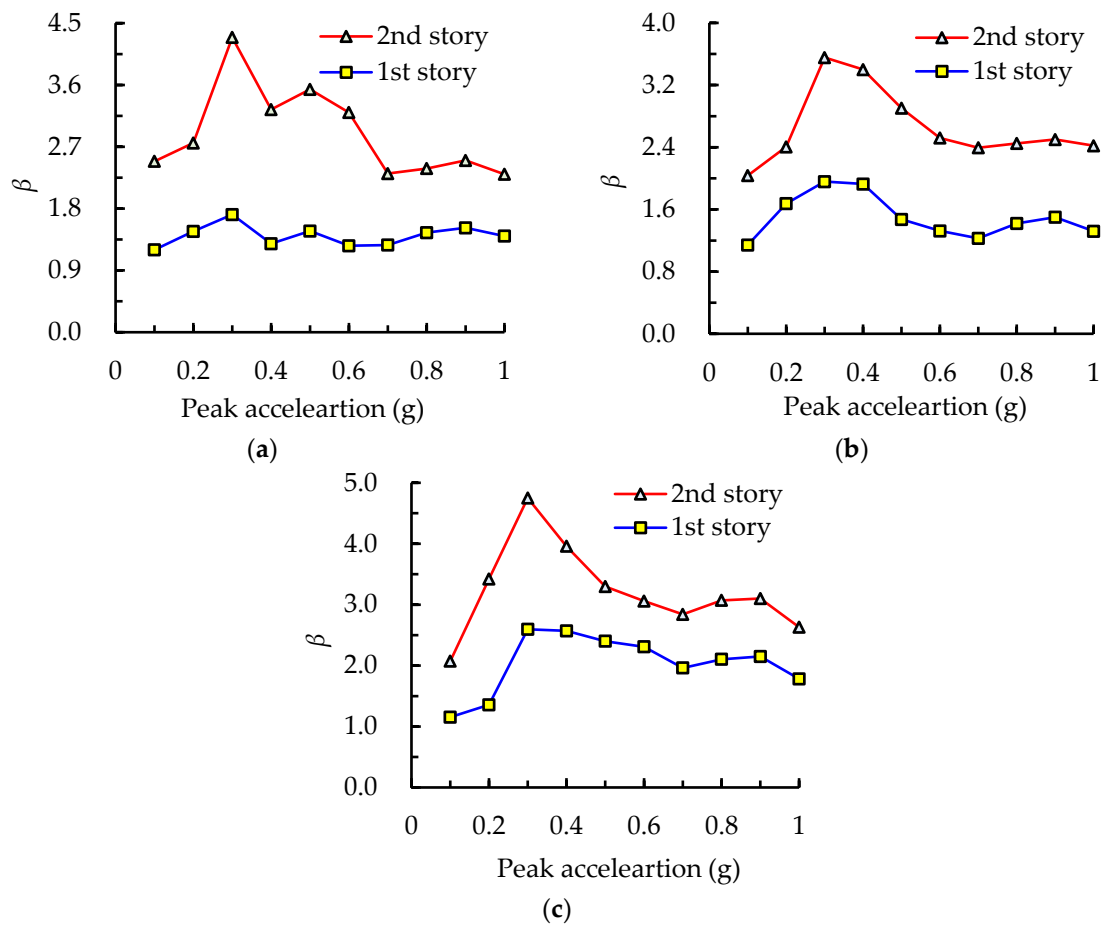 4.5
3.6
2.7
1.8
0.9
0.0
β
2nd story
1st story
0 0.2 0.4 0.6 0.8 1
Peak acceleartion (g)
(a)
4.0
3.2
2.4
1.6
0.8
0.0
β
2nd story
1st story
0 0.2 0.4 0.6 0.8 1
Peak acceleartion (g)
(b)
5.0
4.0
3.0
2.0
1.0
0.0
β
2nd story
1st story
0 0.2 0.4 0.6 0.8 1
Peak acceleartion (g)
(c)